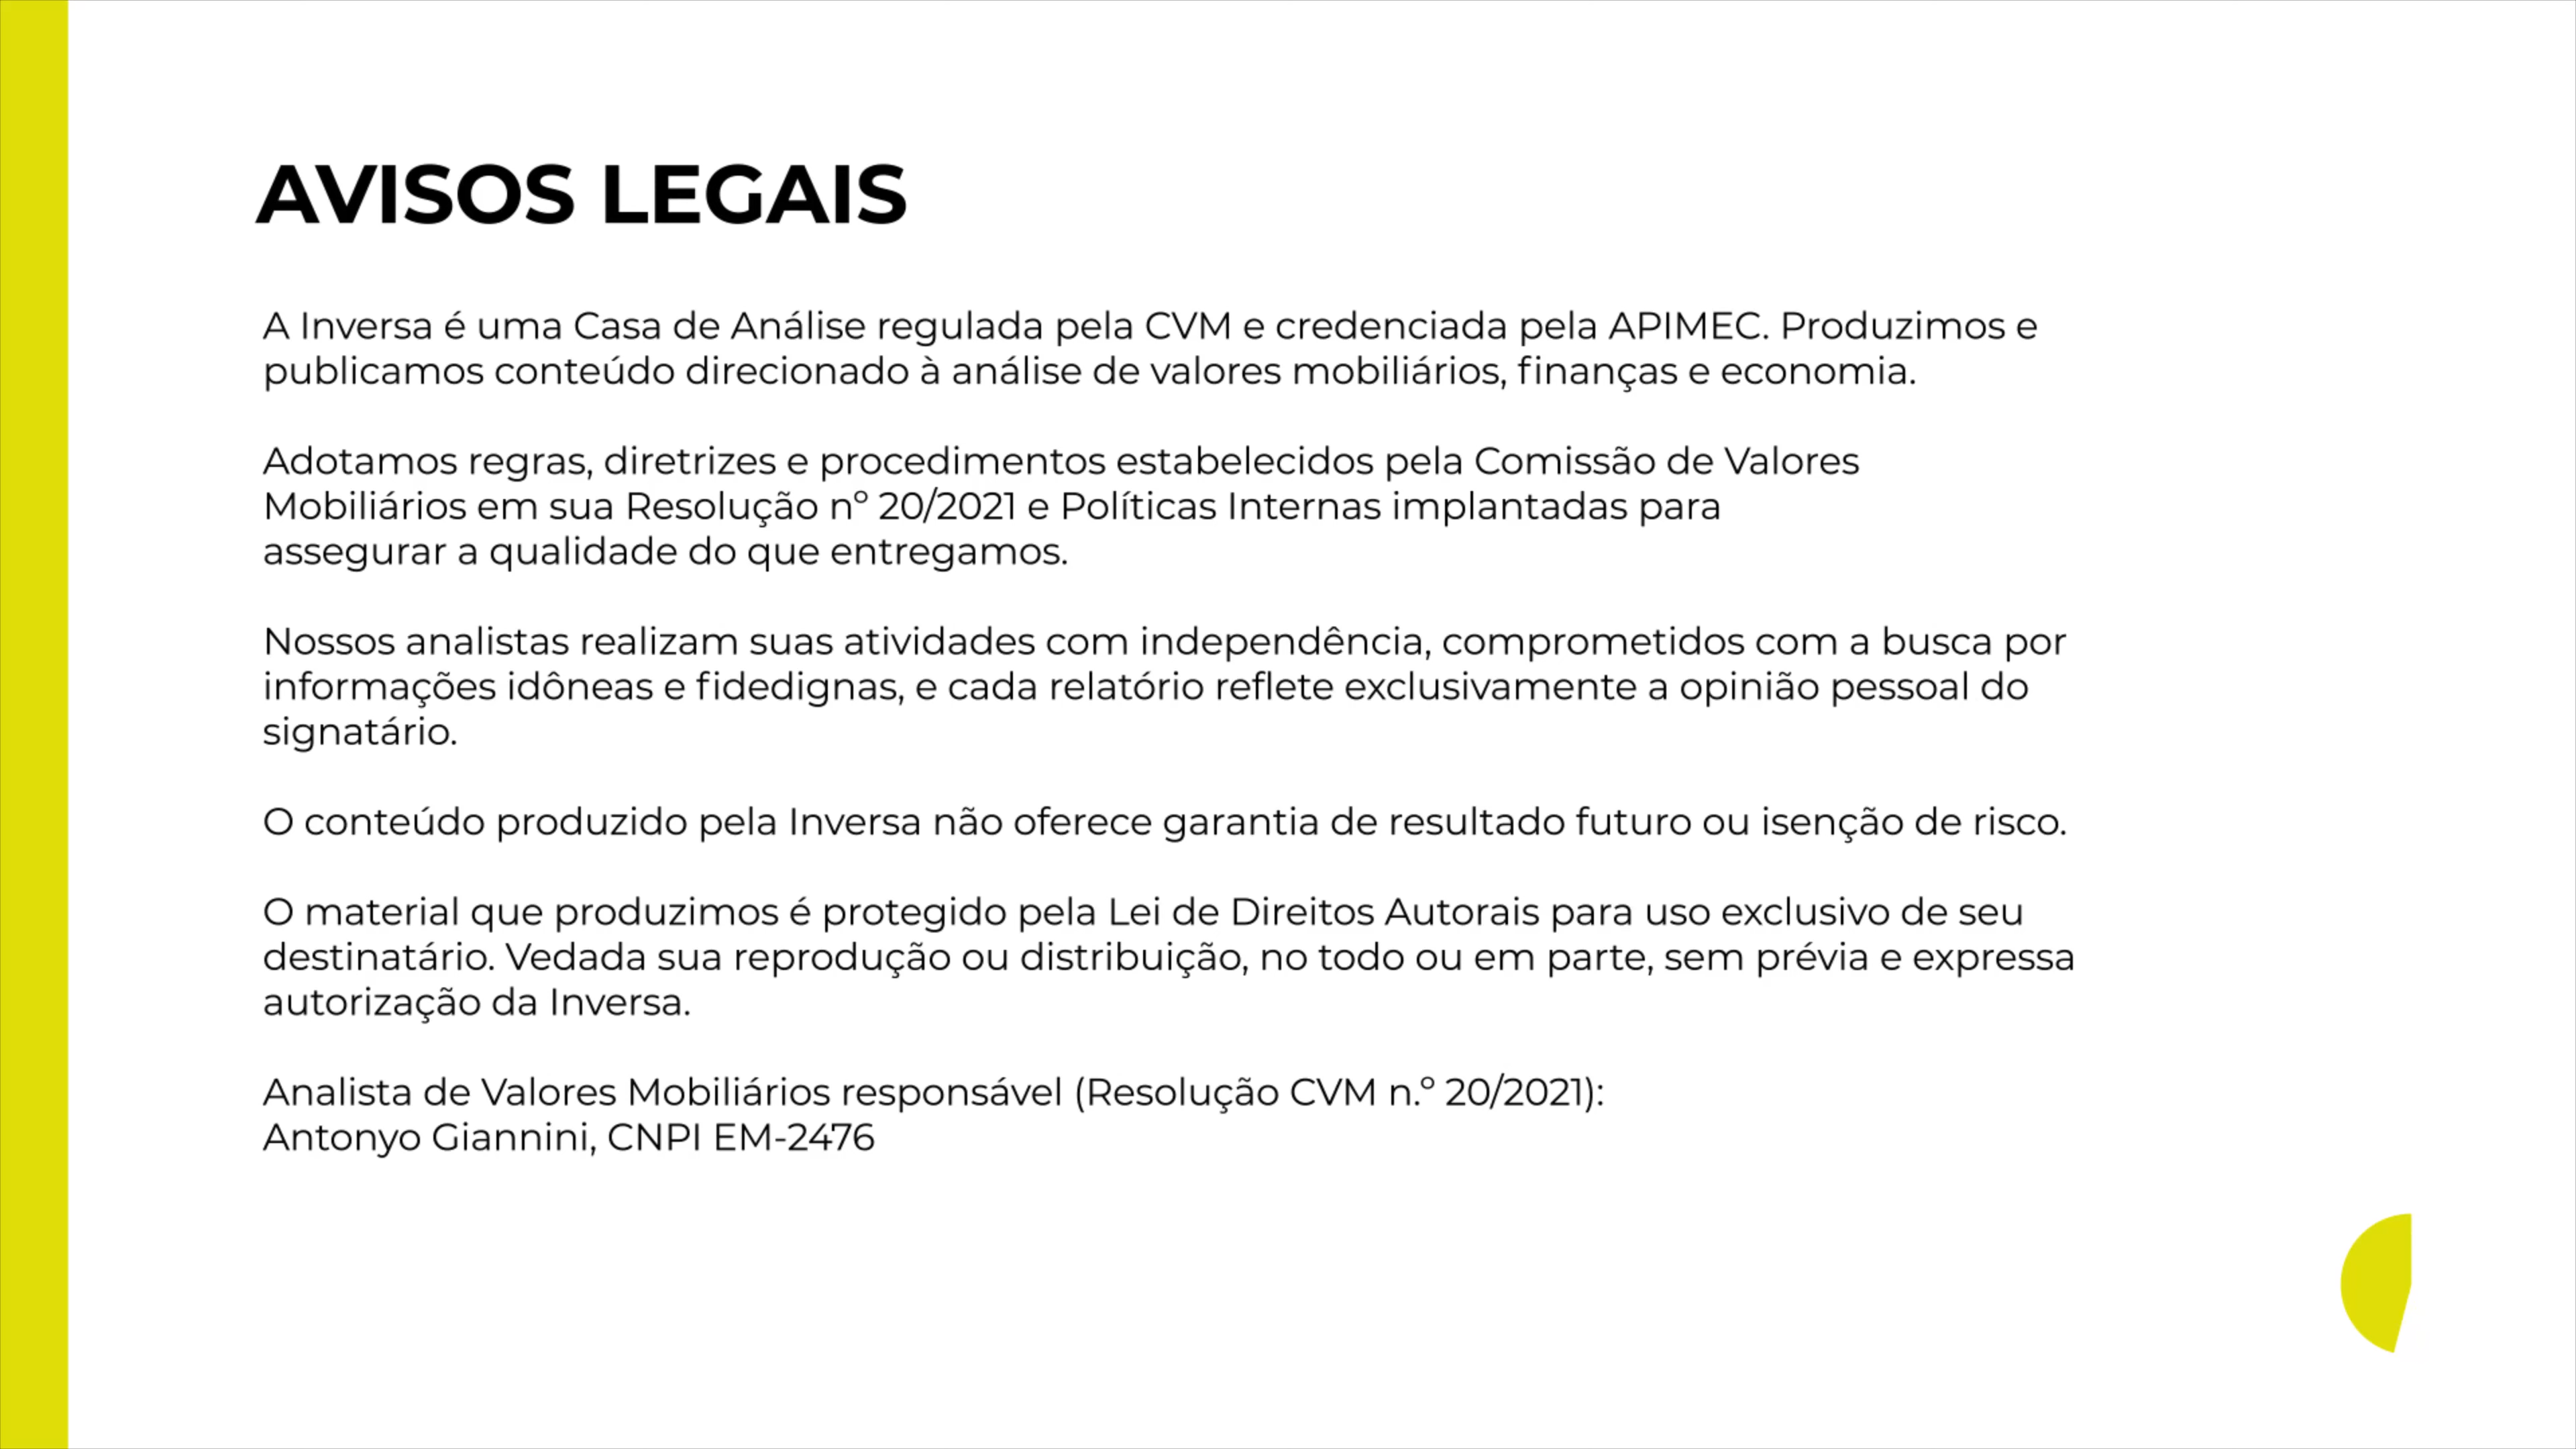 AVISOS LEGAIS
A Inversa é uma Casa de Análise regulada pela CVM e credenciada pela APIMEC. Produzimos e
publicamos conteúdo direcionado à análise de valores mobiliários, finanças e economia.
Adotamos regras, diretrizes e procedimentos estabelecidos pela Comissão de Valores
Mobiliários em sua Resolução nº 20/2021 e Políticas Internas implantadas para
assegurar a qualidade do que entregamos.
Nossos analistas realizam suas atividades com independência, comprometidos com a busca por
informações idôneas e fidedignas, e cada relatório reflete exclusivamente a opinião pessoal do
signatário.
O conteúdo produzido pela Inversa não oferece garantia de resultado futuro ou isenção de risco.
O material que produzimos é protegido pela Lei de Direitos Autorais para uso exclusivo de seu
destinatário. Vedada sua reprodução ou distribuição, no todo ou em parte, sem prévia e expressa
autorização da Inversa.
Analista de Valores Mobiliários responsável (Resolução CVM n.º 20/2021):
Antonyo Giannini, CNPI EM-2476